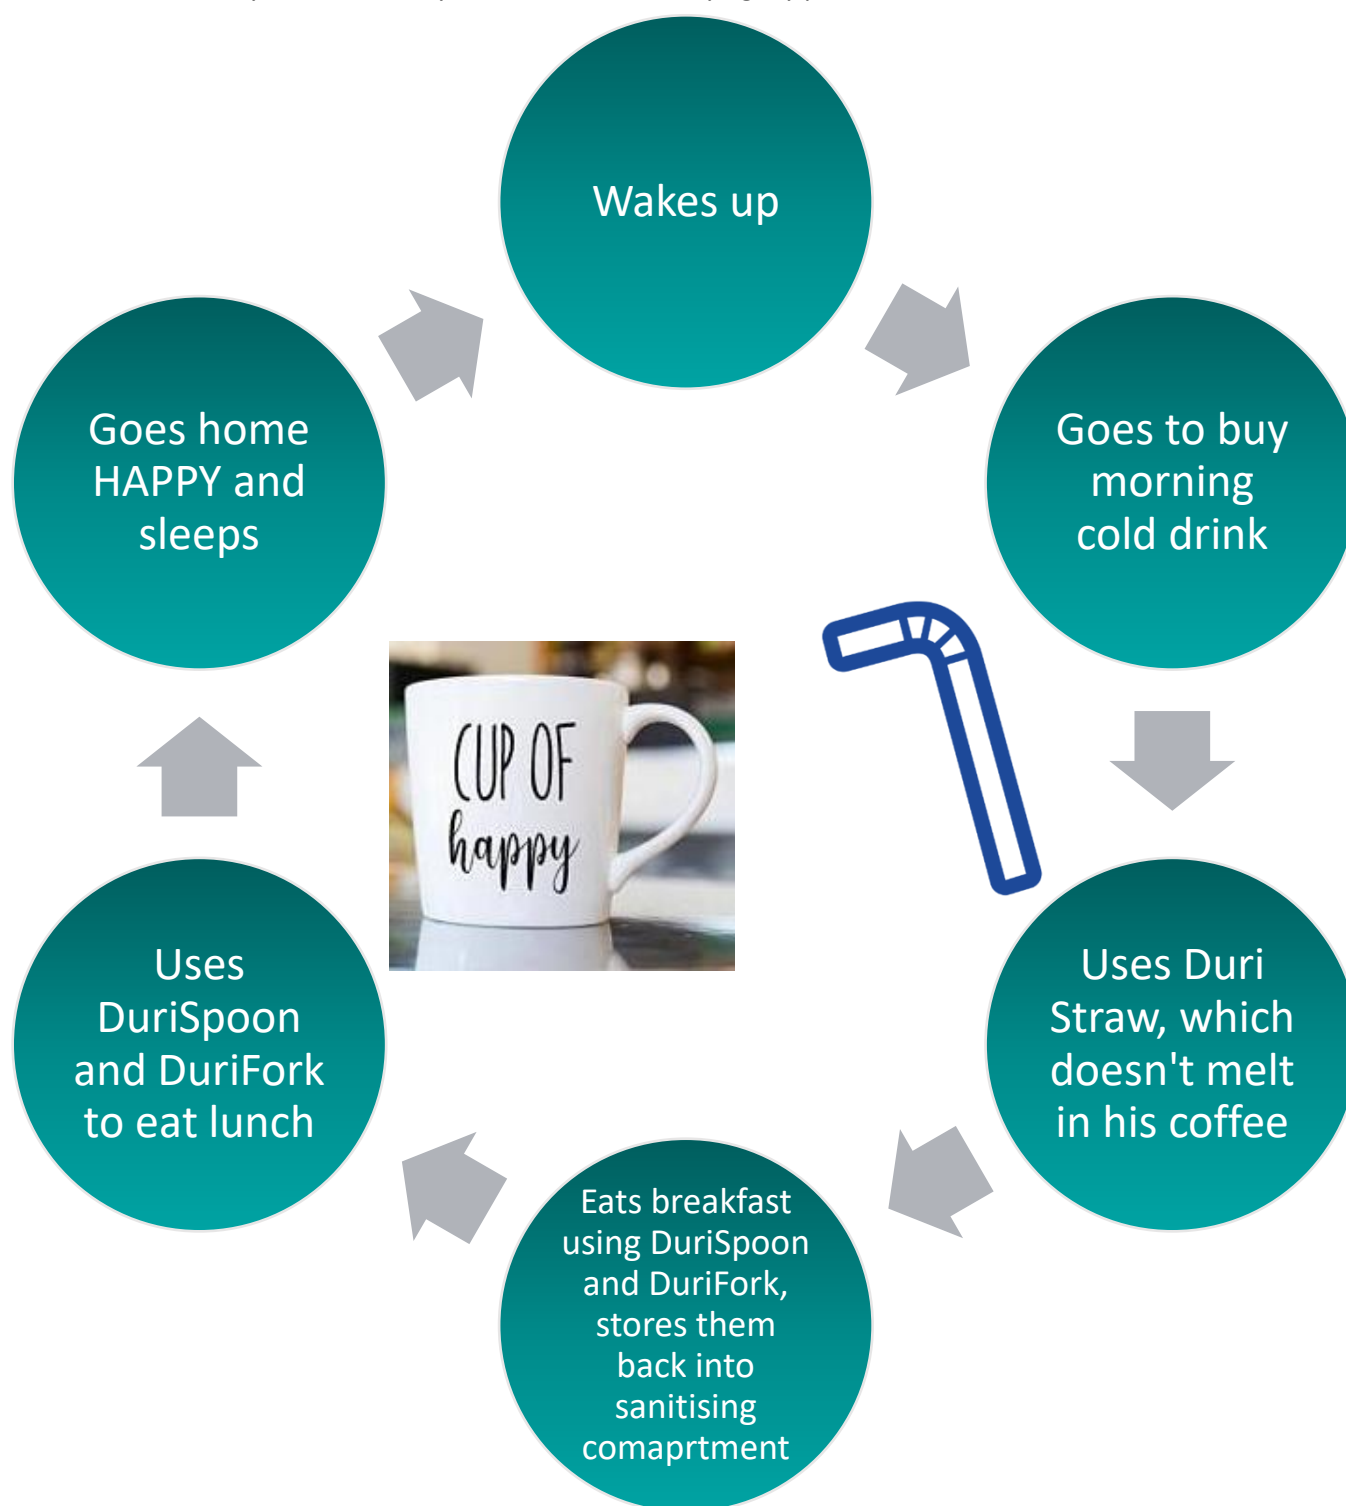 Wakes up
Goes to buy
morning
cold drink
Uses Duri
Straw, which
doesn't melt
in his coffee
Eats breakfast
using DuriSpoon
and DuriFork,
stores them
back into
sanitising
comaprtment
Uses
DuriSpoon
and DuriFork
to eat lunch
Goes home
HAPPY and
sleeps
CUP OF
happy